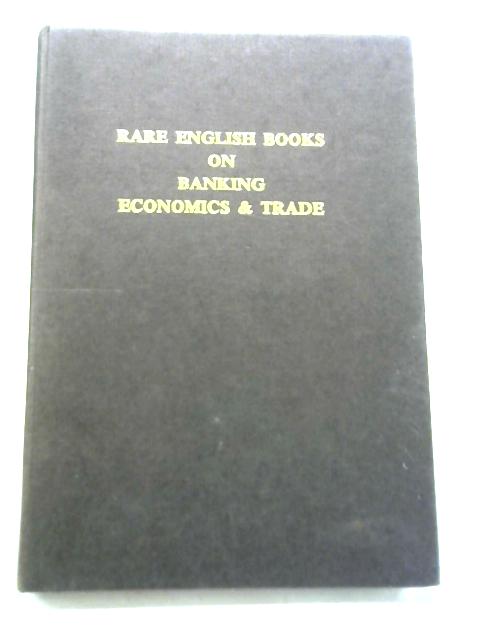 RARE ENGLISH BOOKS
ON
BANKING
ECONOMICS & TRADE